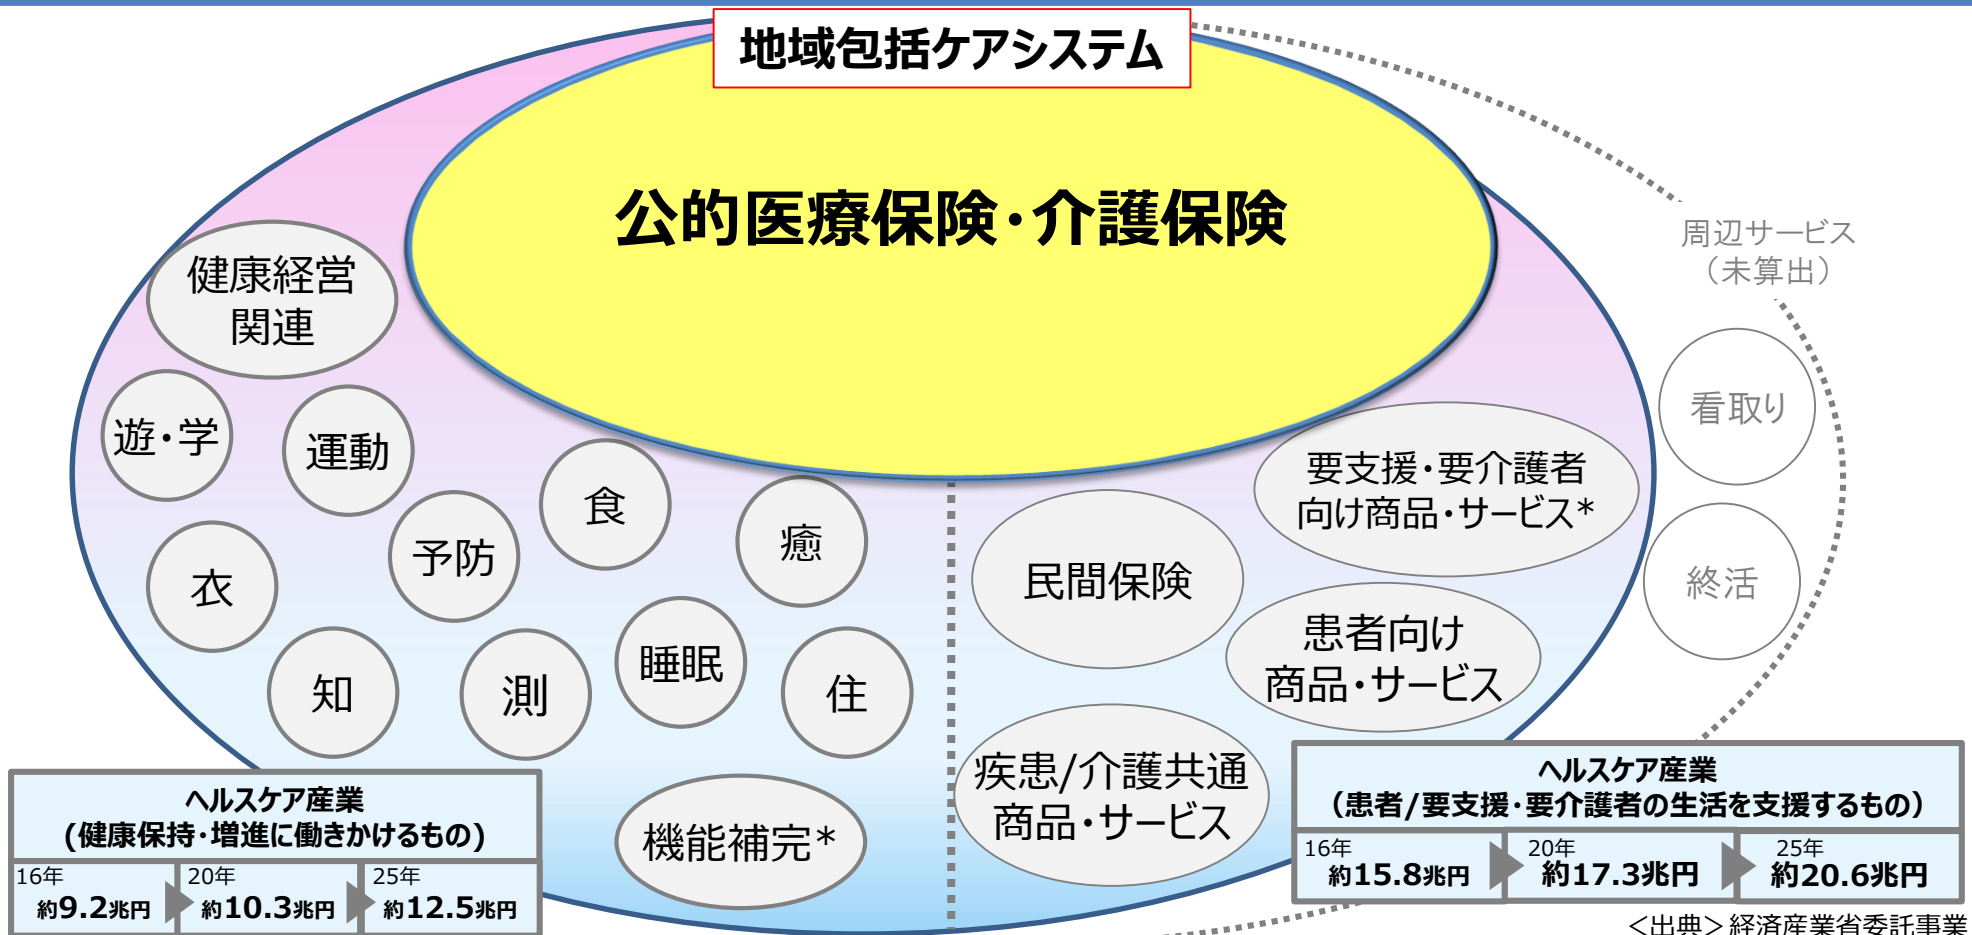 地域包括ケアシステム
公的医療保険・介護保険
周辺サービス
（未算出）
健康経営
関連
遊・学
運動
食
癒
予防
衣
知
測
睡眠
住
機能補完*
要支援・要介護者
向け商品・サービス*
民間保険
患者向け
商品・サービス
疾患/介護共通
商品・サービス
看取り
終活
ヘルスケア産業
(健康保持・増進に働きかけるもの)
16年
約9.2兆円
20年
約10.3兆円
25年
約12.5兆円
ヘルスケア産業
（患者/要支援・要介護者の生活を支援するもの）
16年
約15.8兆円
20年
約17.3兆円
25年
約20.6兆円
＜出典＞経済産業省委託事業